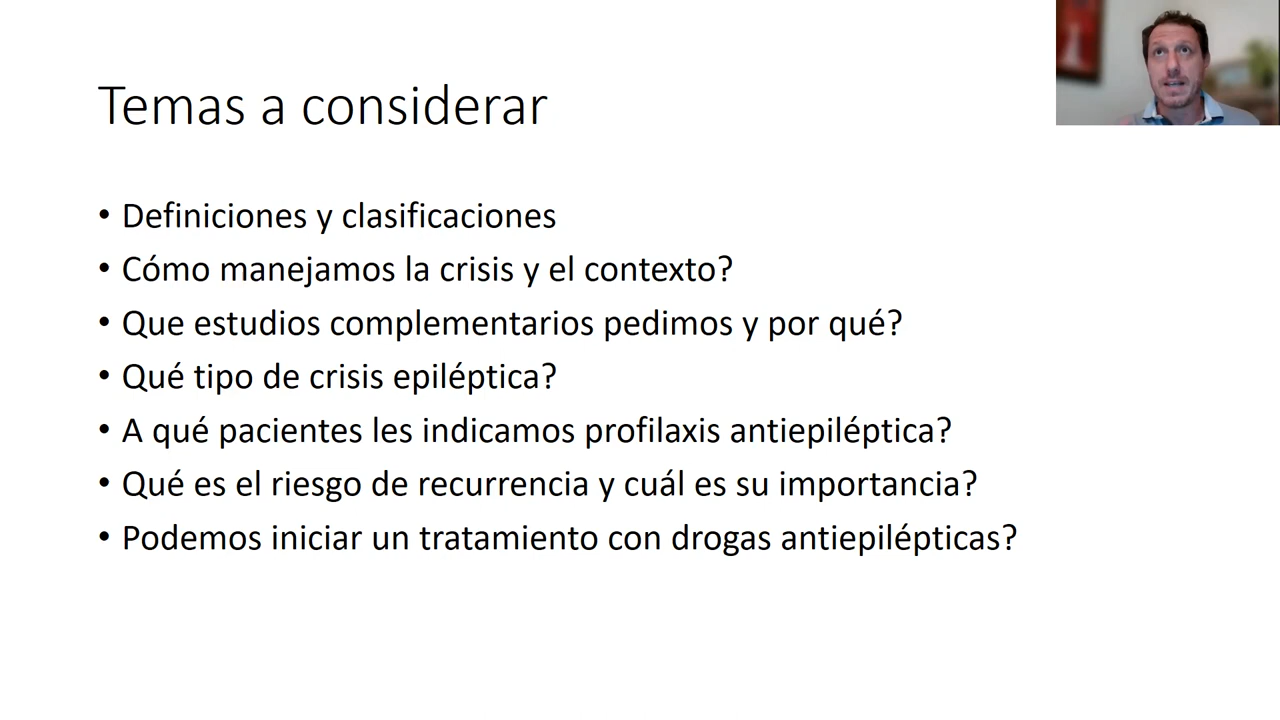 Temas a considerar
• Definiciones y clasificaciones
• Cómo manejamos la crisis y el contexto?
• Que estudios complementarios pedimos y por qué?
• Qué tipo de crisis epiléptica?
• A qué pacientes les indicamos profilaxis antiepiléptica?
• Qué es el riesgo de recurrencia y cuál es su importancia?
• Podemos iniciar un tratamiento con drogas antiepilépticas?